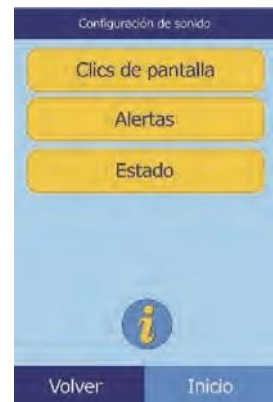 Configuración de sonido
Clics de pantalla
Alertas
Estado
i
Volver Inicio